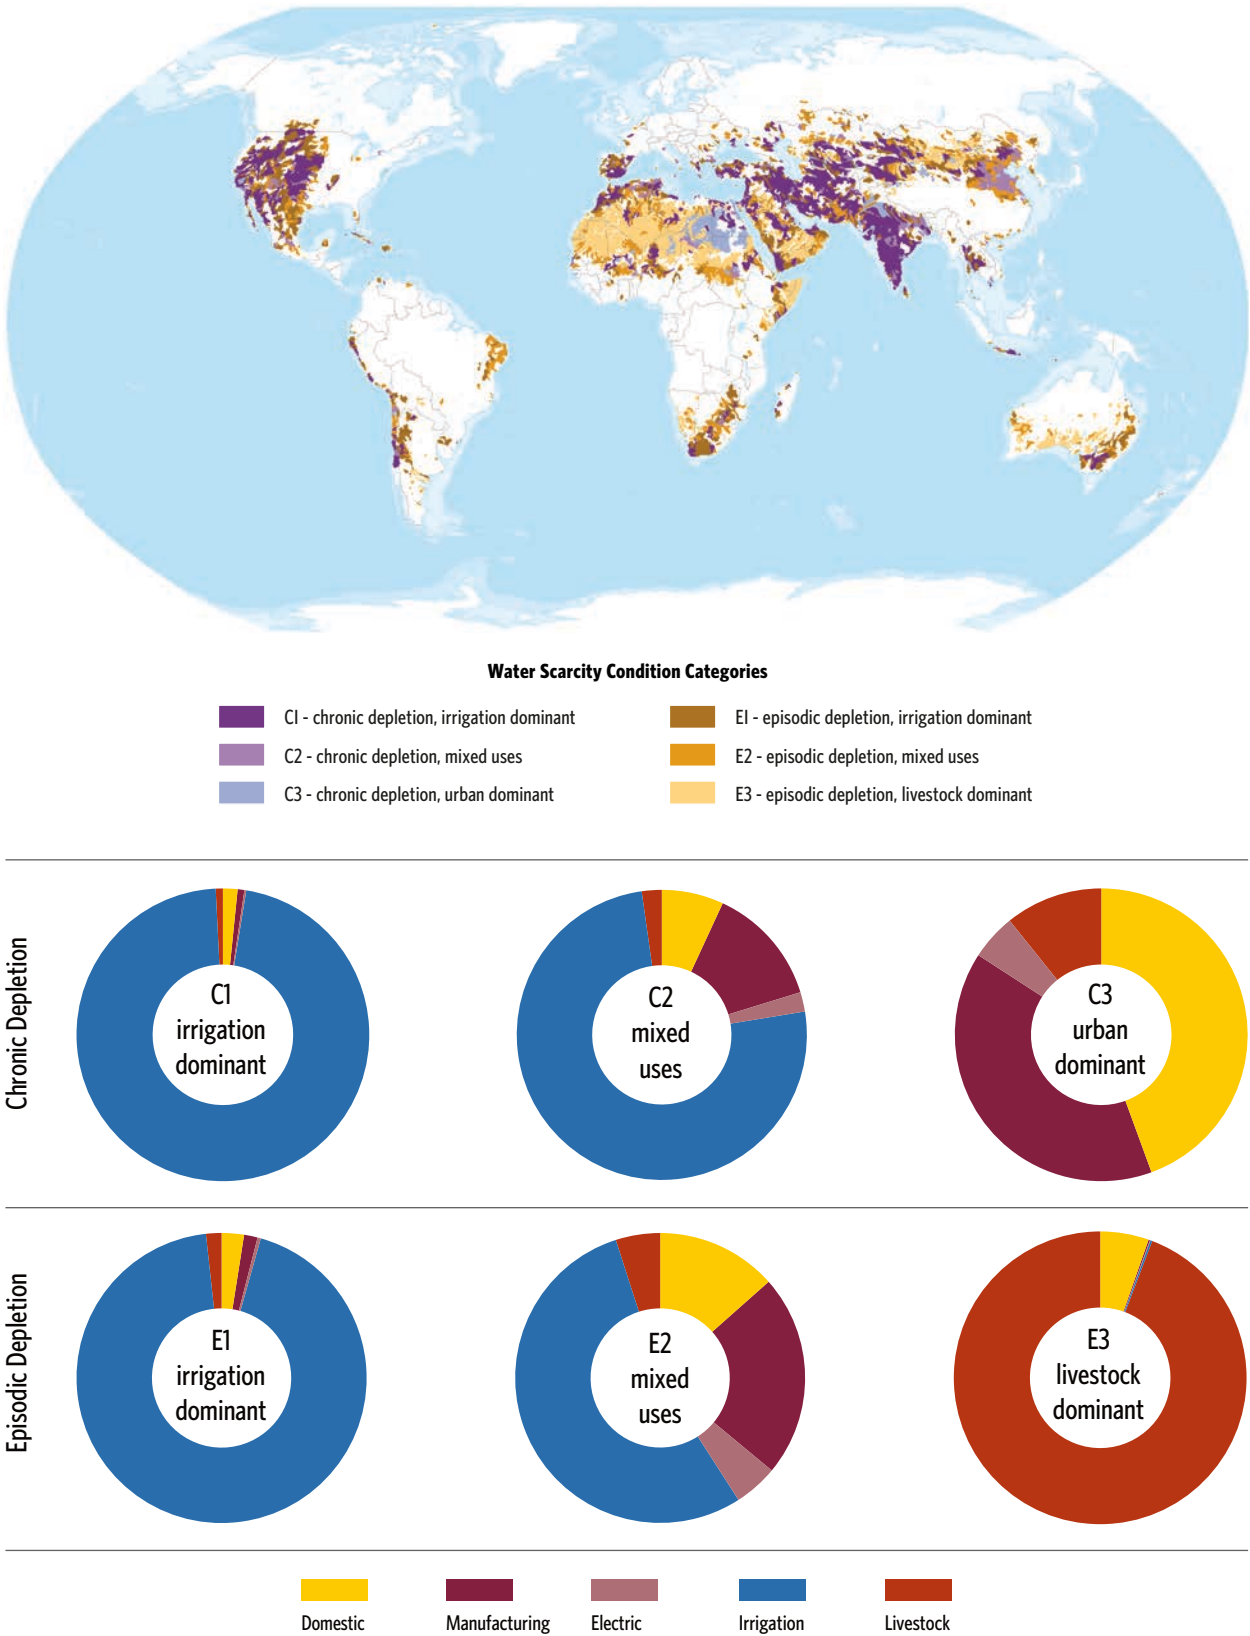 Water Scarcity Condition Categories
C1 - chronic depletion, irrigation dominant
C2 - chronic depletion, mixed uses
C3 - chronic depletion, urban dominant
E1 - episodic depletion, irrigation dominant
E2 - episodic depletion, mixed uses
E3 - episodic depletion, livestock dominant
Chronic Depletion
C1
irrigation
dominant
C2
mixed
uses
C3
urban
dominant
Episodic Depletion
E1
irrigation
dominant
E2
mixed
uses
E3
livestock
dominant
Domestic
Manufacturing
Electric
Irrigation
Livestock